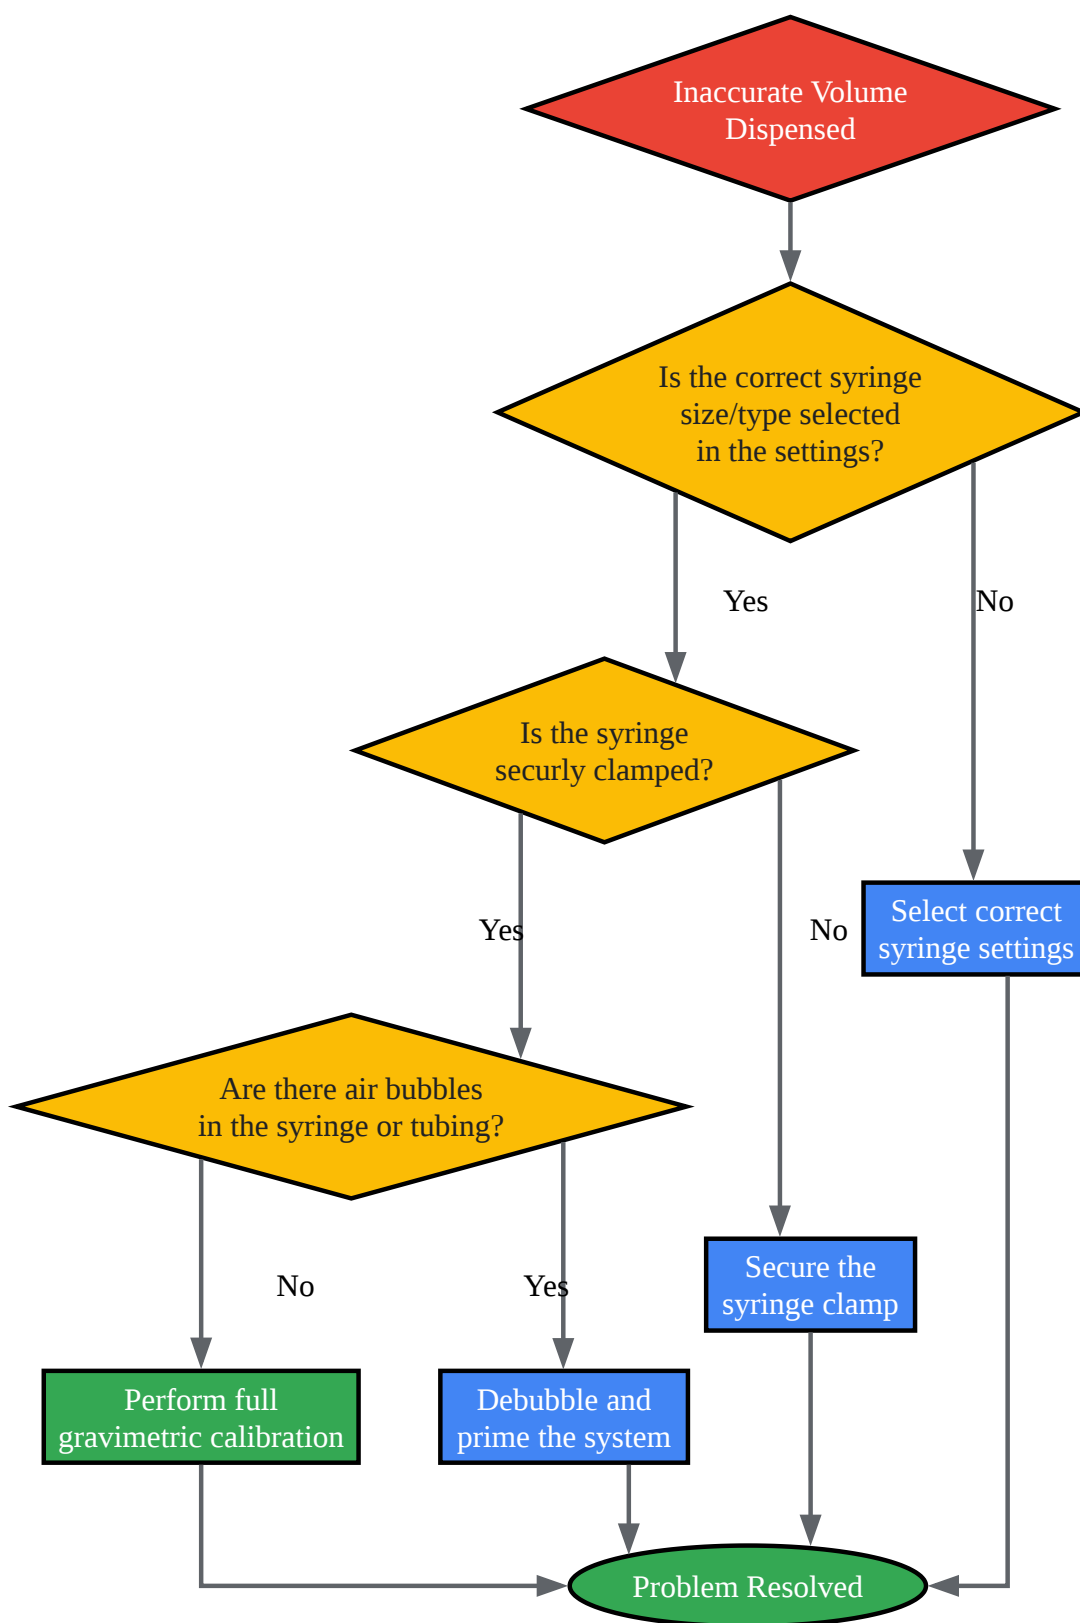 Inaccurate Volume
Dispensed
Is the correct syringe
size/type selected
in the settings?
Yes
No
Is the syringe
securly clamped?
Select correct
syringe settings
Yes
No
Are there air bubbles
in the syringe or tubing?
Secure the
syringe clamp
No
Yes
Perform full
gravimetric calibration
Debubble and
prime the system
Problem Resolved